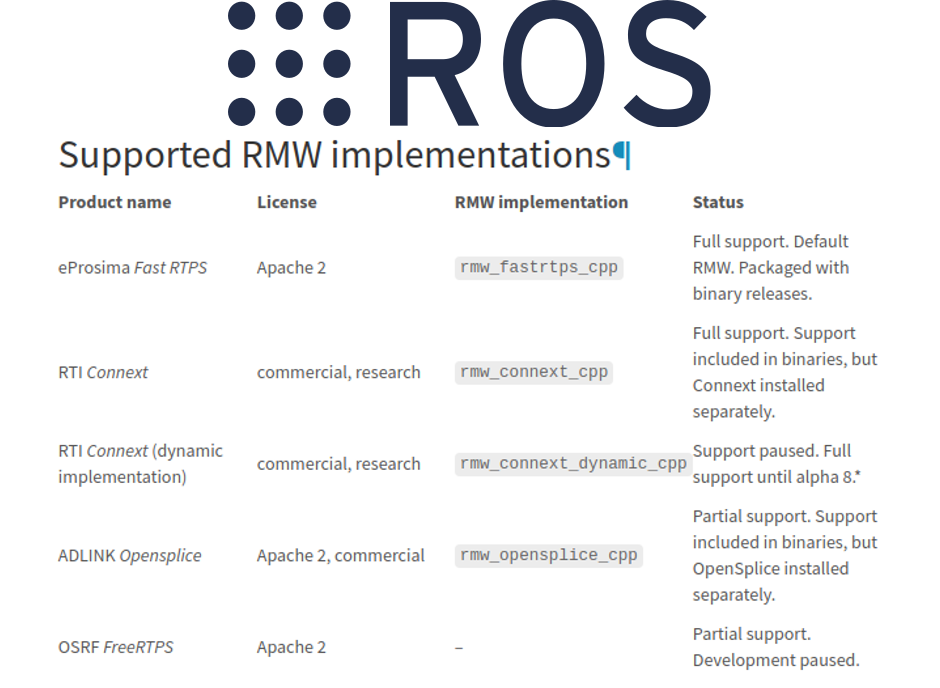 ROS
Supported RMW implementations¶
Product name License RMW implementation Status
eProsima Fast RTPS Apache 2 rmw_fastrtps_cpp Full support. Default
RMW. Packaged with
binary releases.
RTI Connext commercial, research rmw_connext_cpp Full support. Support
included in binaries, but
Connext installed
separately.
RTI Connext (dynamic
implementation) commercial, research rmw_connext_dynamic_cpp Support paused. Full
support until alpha 8.*
ADLINK Opensplice Apache 2, commercial rmw_opensplice_cpp Partial support. Support
included in binaries, but
OpenSplice installed
separately.
OSRF FreeRTPS Apache 2 – Partial support.
Development paused.